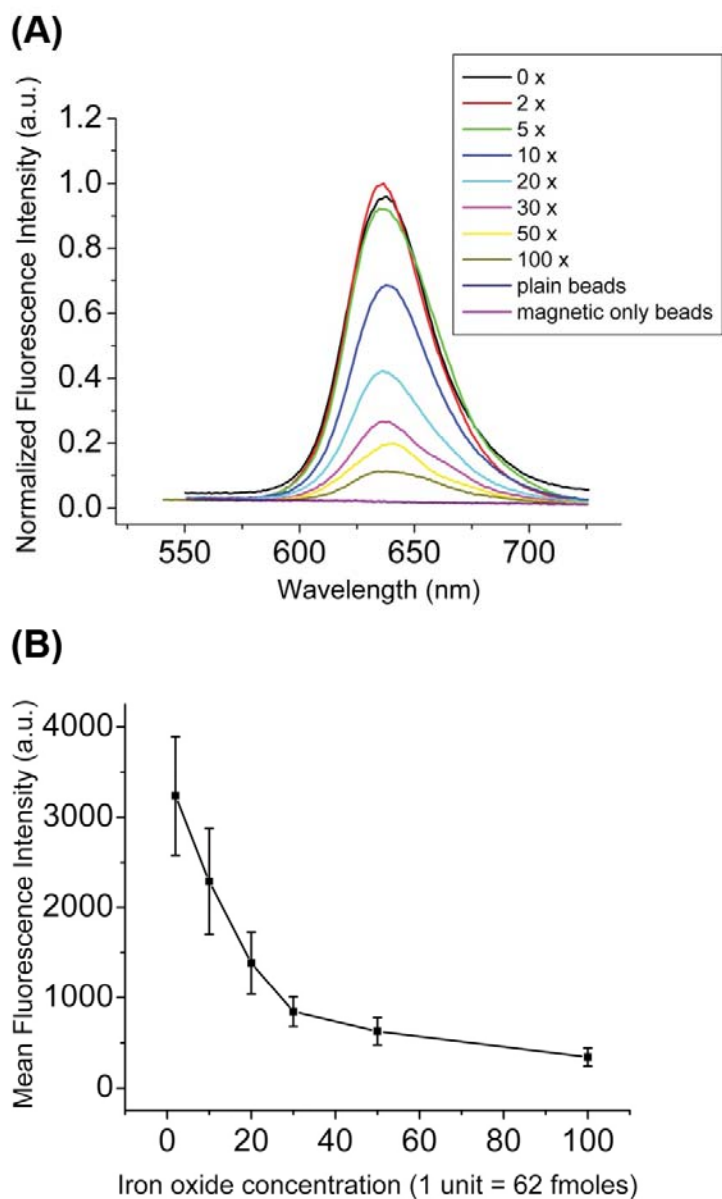 (A)
0 x
2 x
5 x
10 x
20 x
30 x
50 x
100 x
plain beads
magnetic only beads
Normalized Fluorescence Intensity (a.u.)
1.2
1.0
0.8
0.6
0.4
0.2
0.0
550 600 650 700
Wavelength (nm)
(B)
Mean Fluorescence Intensity (a.u.)
4000
3000
2000
1000
0
0 20 40 60 80 100
Iron oxide concentration (1 unit = 62 fmoles)